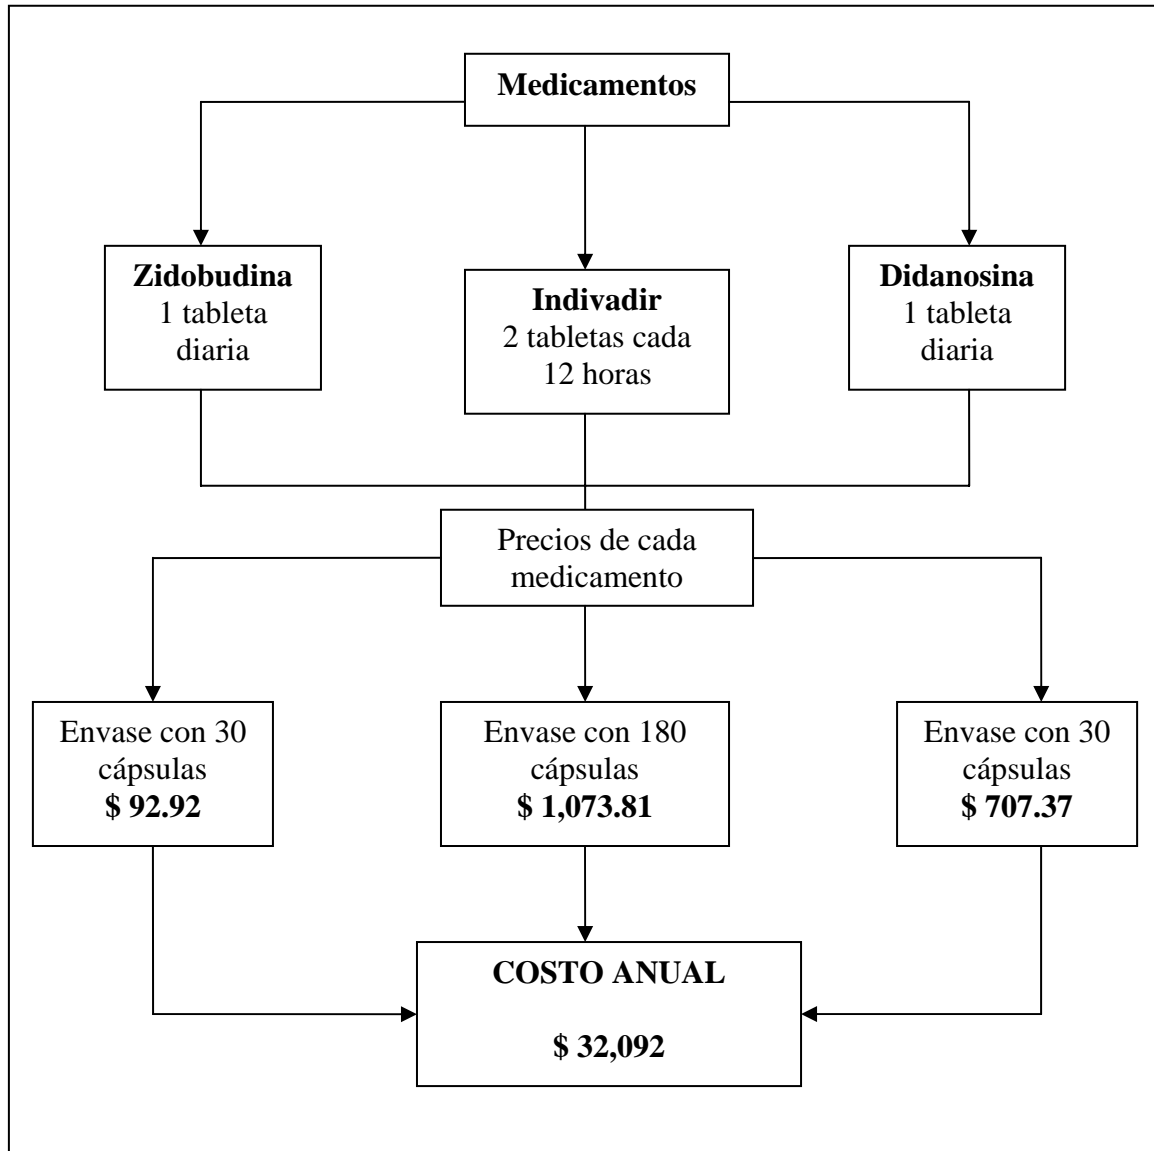 Medicamentos
Zidobudina
1 tableta
diaria
Indivadir
2 tabletas cada
12 horas
Didanosina
1 tableta
diaria
Precios de cada
medicamento
Envase con 30
cápsulas
$ 92.92
Envase con 180
cápsulas
$ 1,073.81
Envase con 30
cápsulas
$ 707.37
COSTO ANUAL
$ 32,092